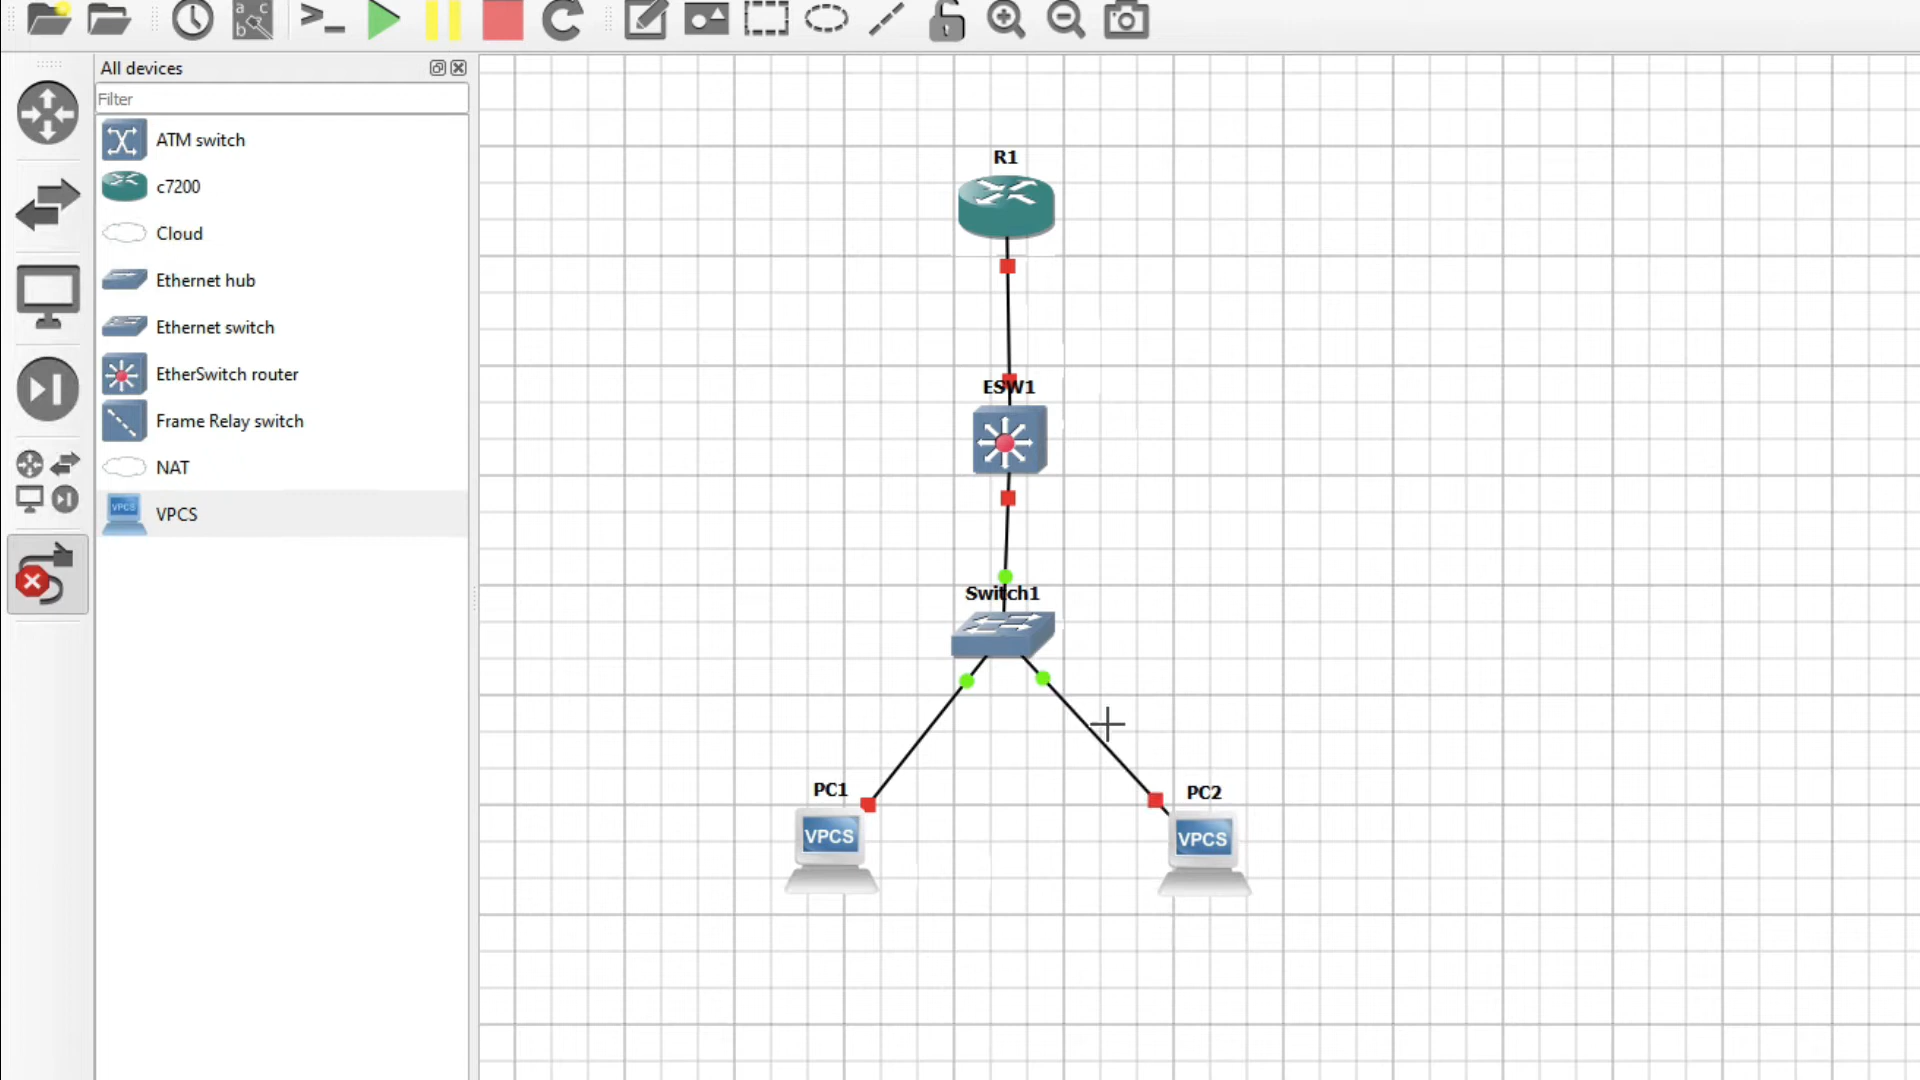 a c
b
>_
All devices
Filter
ATM switch
c7200
Cloud
Ethernet hub
Ethernet switch
EtherSwitch router
Frame Relay switch
NAT
VPCS
VPCS
R1
ESW1
Switch1
PC1
VPCS
PC2
VPCS